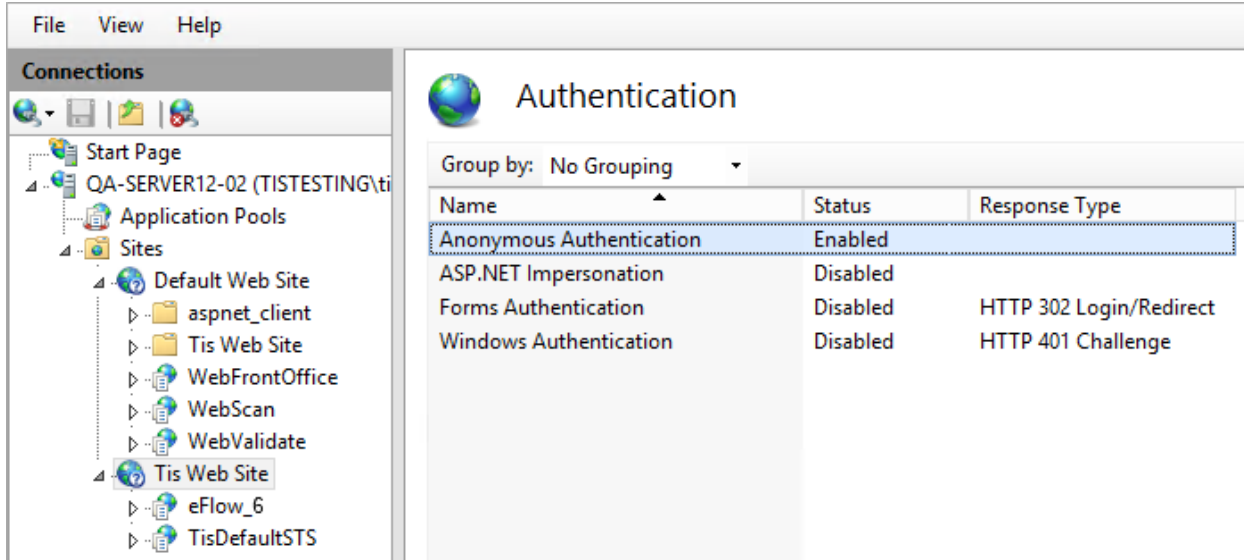 File View Help
Connections
Start Page
QA-SERVER12-02 (TISTESTING\ti
Application Pools
Sites
Default Web Site
aspnet_client
Tis Web Site
WebFrontOffice
WebScan
WebValidate
Tis Web Site
eFlow_6
TisDefaultSTS
Authentication
Group by: No Grouping
Name Status Response Type
Anonymous Authentication Enabled
ASP.NET Impersonation Disabled
Forms Authentication Disabled HTTP 302 Login/Redirect
Windows Authentication Disabled HTTP 401 Challenge